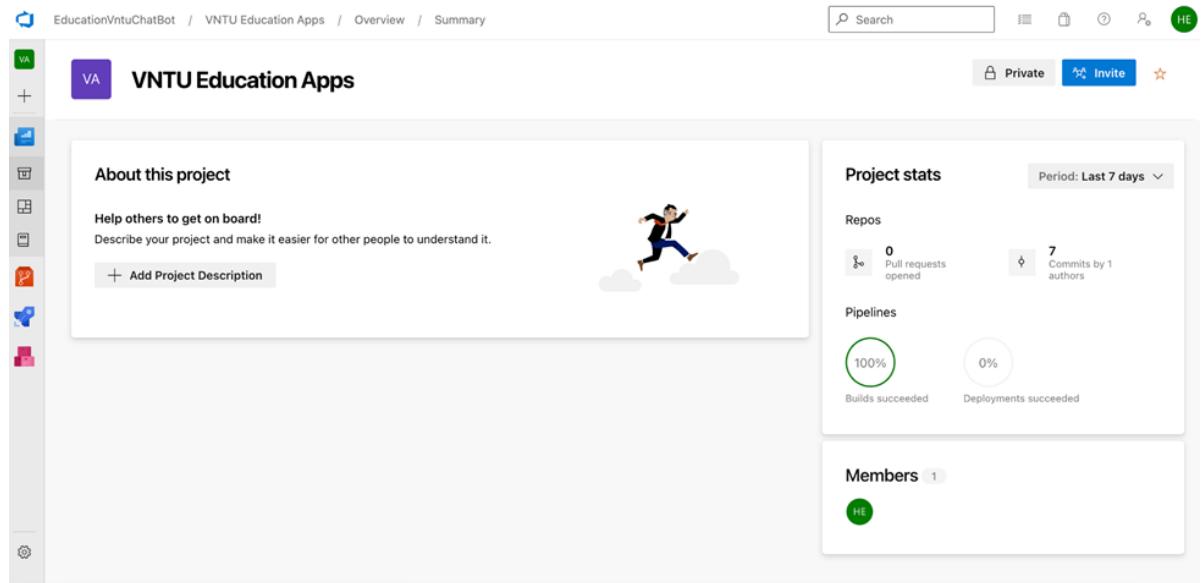 EducationVntuChatBot / VNTU Education Apps / Overview / Summary
Search
HE
VA
VA
VNTU Education Apps
Private
Invite
About this project
Help others to get on board!
Describe your project and make it easier for other people to understand it.
+ Add Project Description
Project stats
Period: Last 7 days
Repos
0
Pull requests
opened
7
Commits by 1
authors
Pipelines
100%
Builds succeeded
0%
Deployments succeeded
Members 1
HE